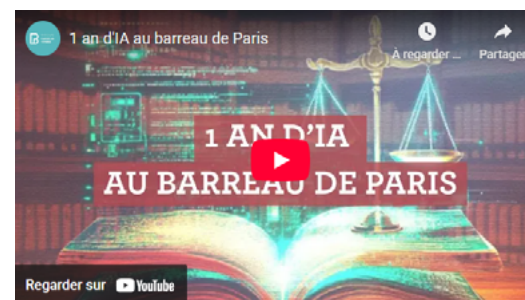 1 an d'IA au barreau de Paris
À regarder ...
Partager
1 AN D'IA
AU BARREAU DE PARIS
Regarder sur YouTube